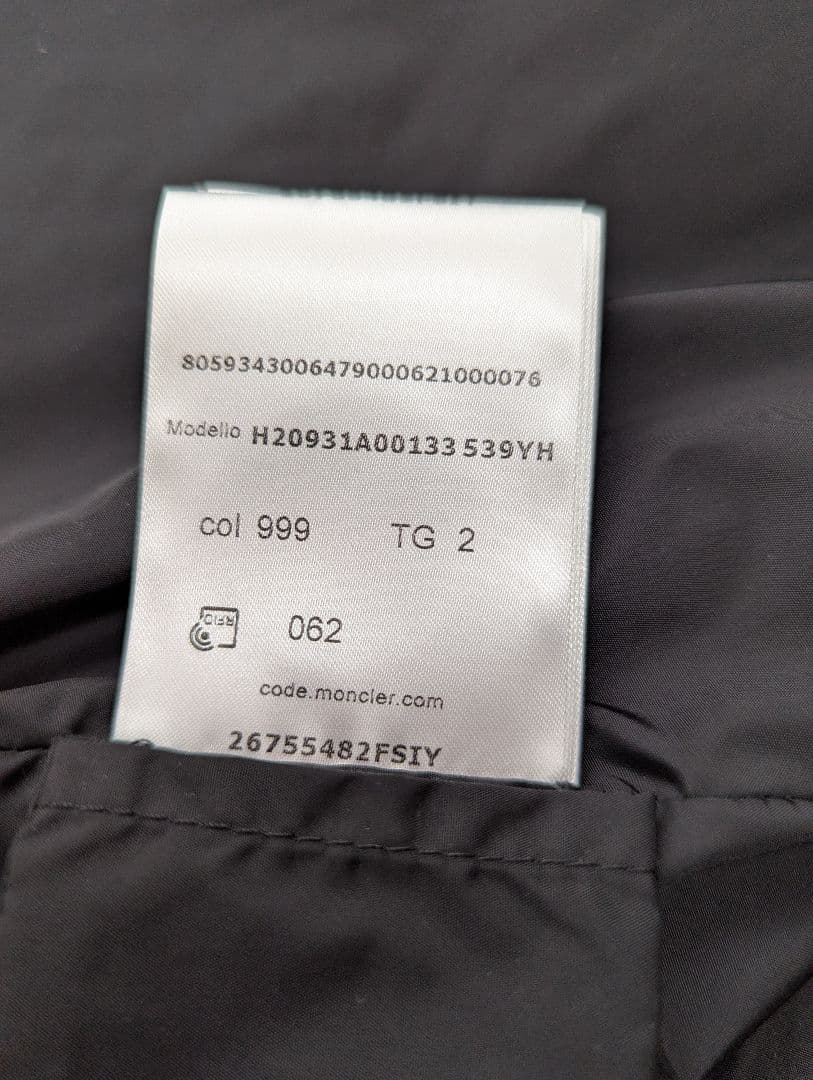 8059343006479000621000076
Modello H20931A00133 539YH
col 999 TG 2
RFID 062
code.moncler.com
26755482FSIY